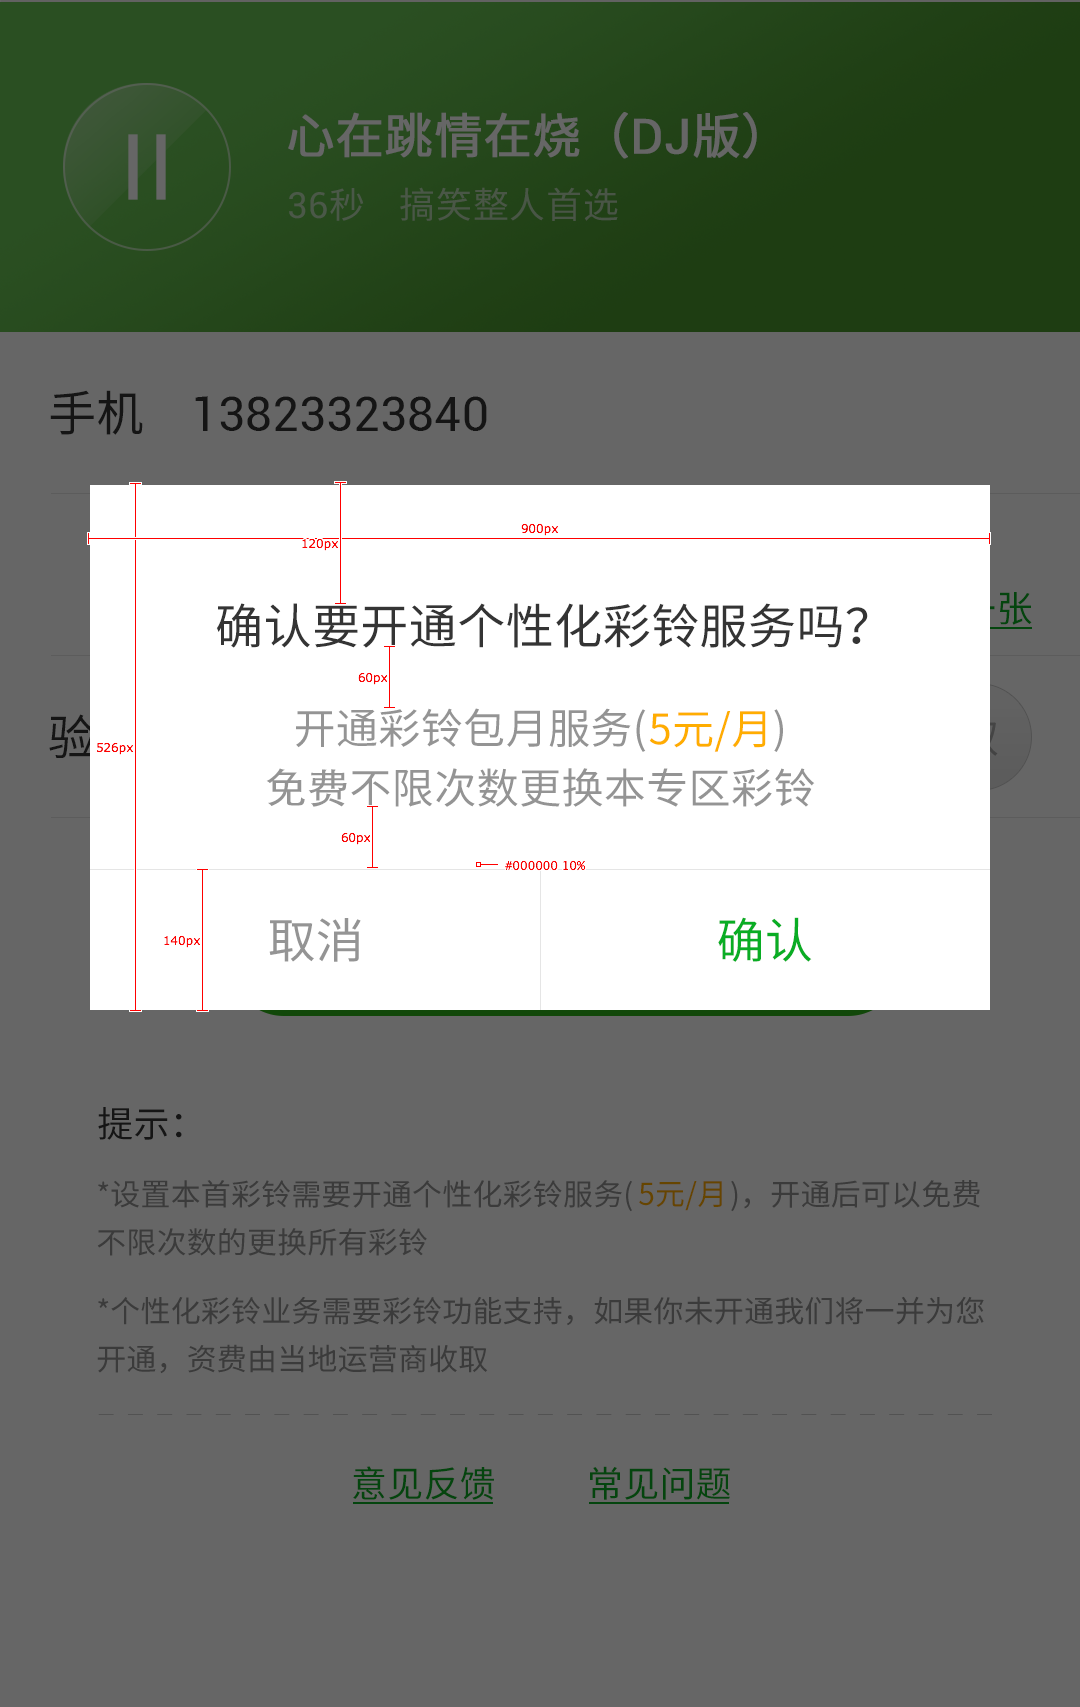 心在跳情在烧（DJ版）
36秒 搞笑整人首选
手机 13823323840
900px
120px
确认要开通个性化彩铃服务吗？
张
60px
开通彩铃包月服务(5元/月)
验
526px
免费不限次数更换本专区彩铃
60px
#000000 10%
140px
取消 确认
提示：
*设置本首彩铃需要开通个性化彩铃服务(5元/月)，开通后可以免费
不限次数的更换所有彩铃
*个性化彩铃业务需要彩铃功能支持，如果你未开通我们将一并为您
开通，资费由当地运营商收取
意见反馈 常见问题